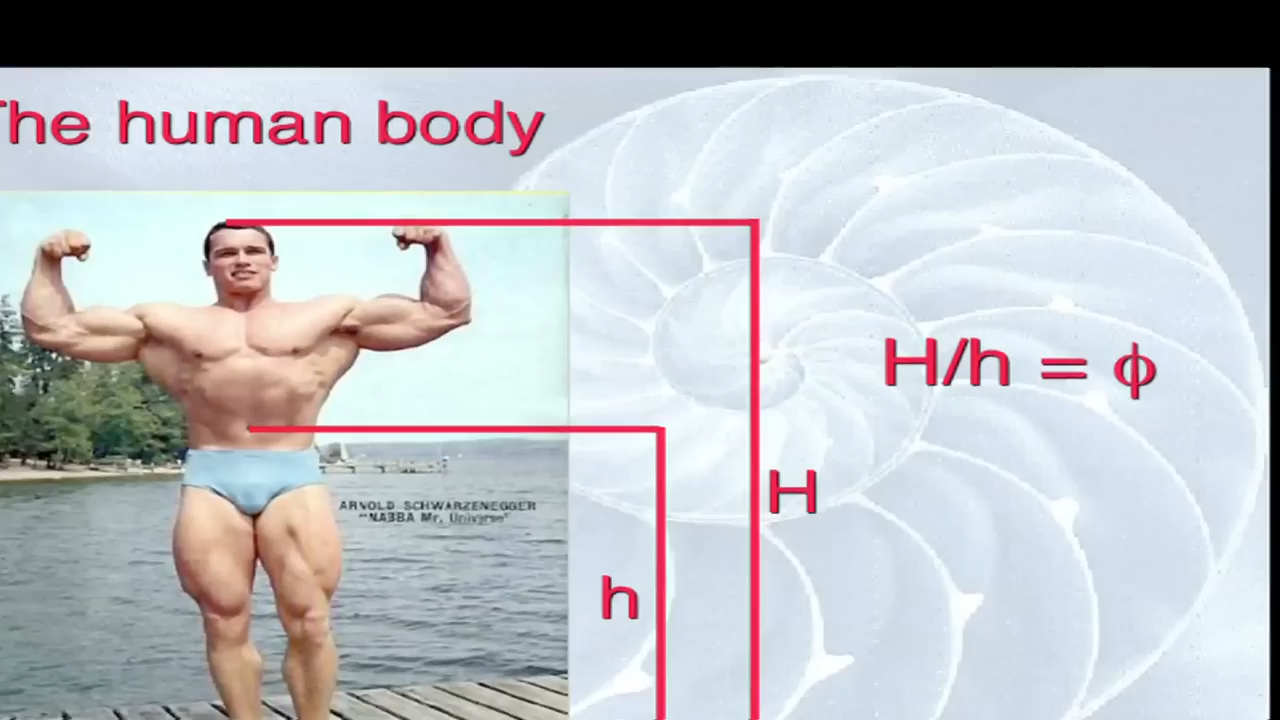 The human body
H/h = ϕ
H
ARNOLD SCHWARZENEGGER
"NABBA Mr. Universe"
h